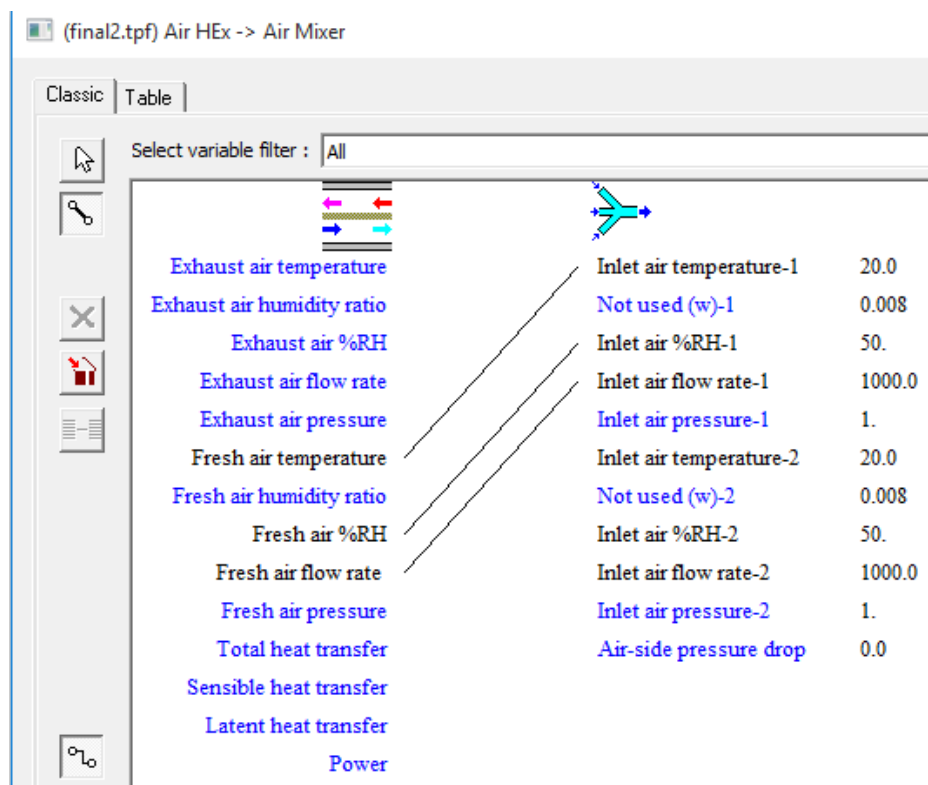 (final2.tpf) Air HEx -> Air Mixer
Classic Table
Select variable filter : All
Exhaust air temperature Inlet air temperature-1 20.0
Exhaust air humidity ratio Not used (w)-1 0.008
Exhaust air %RH Inlet air %RH-1 50.
Exhaust air flow rate Inlet air flow rate-1 1000.0
Exhaust air pressure Inlet air pressure-1 1.
Fresh air temperature Inlet air temperature-2 20.0
Fresh air humidity ratio Not used (w)-2 0.008
Fresh air %RH Inlet air %RH-2 50.
Fresh air flow rate Inlet air flow rate-2 1000.0
Fresh air pressure Inlet air pressure-2 1.
Total heat transfer Air-side pressure drop 0.0
Sensible heat transfer
Latent heat transfer
Power